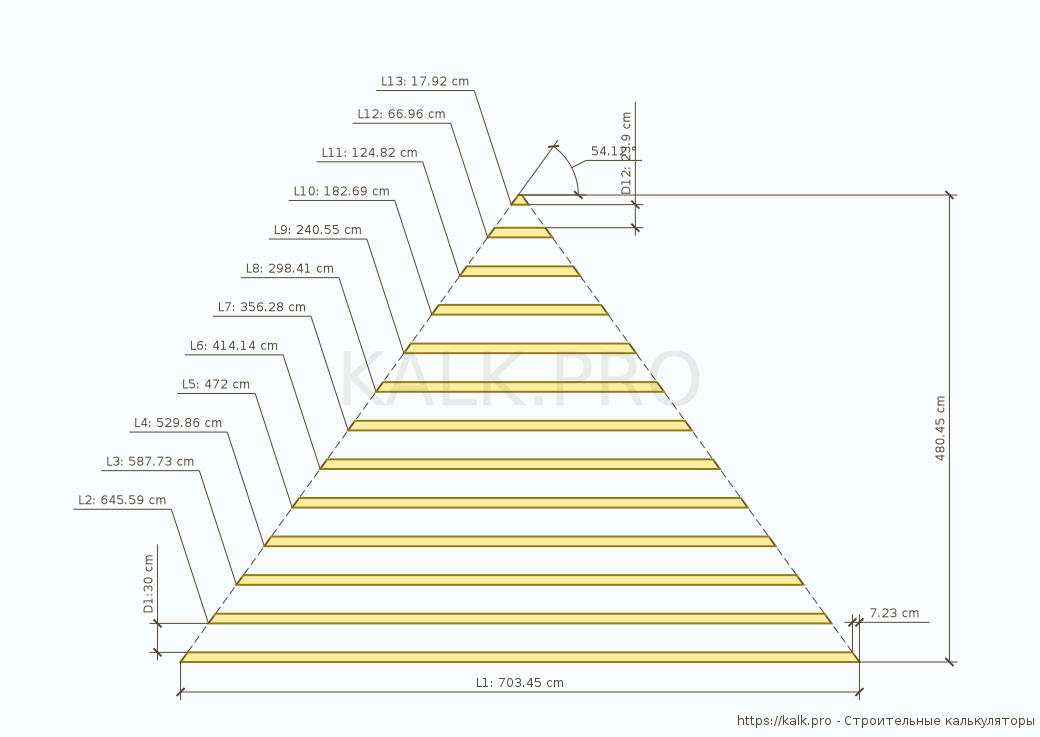 L13: 17.92 cm
L12: 66.96 cm
L11: 124.82 cm
54.12°
D12: 23.9 cm
L10: 182.69 cm
L9: 240.55 cm
L8: 298.41 cm
L7: 356.28 cm
L6: 414.14 cm
KALK.PRO
L5: 472 cm
480.45 cm
L4: 529.86 cm
L3: 587.73 cm
L2: 645.59 cm
D1:30 cm
7.23 cm
L1: 703.45 cm
https://kalk.pro - Строительные калькуляторы